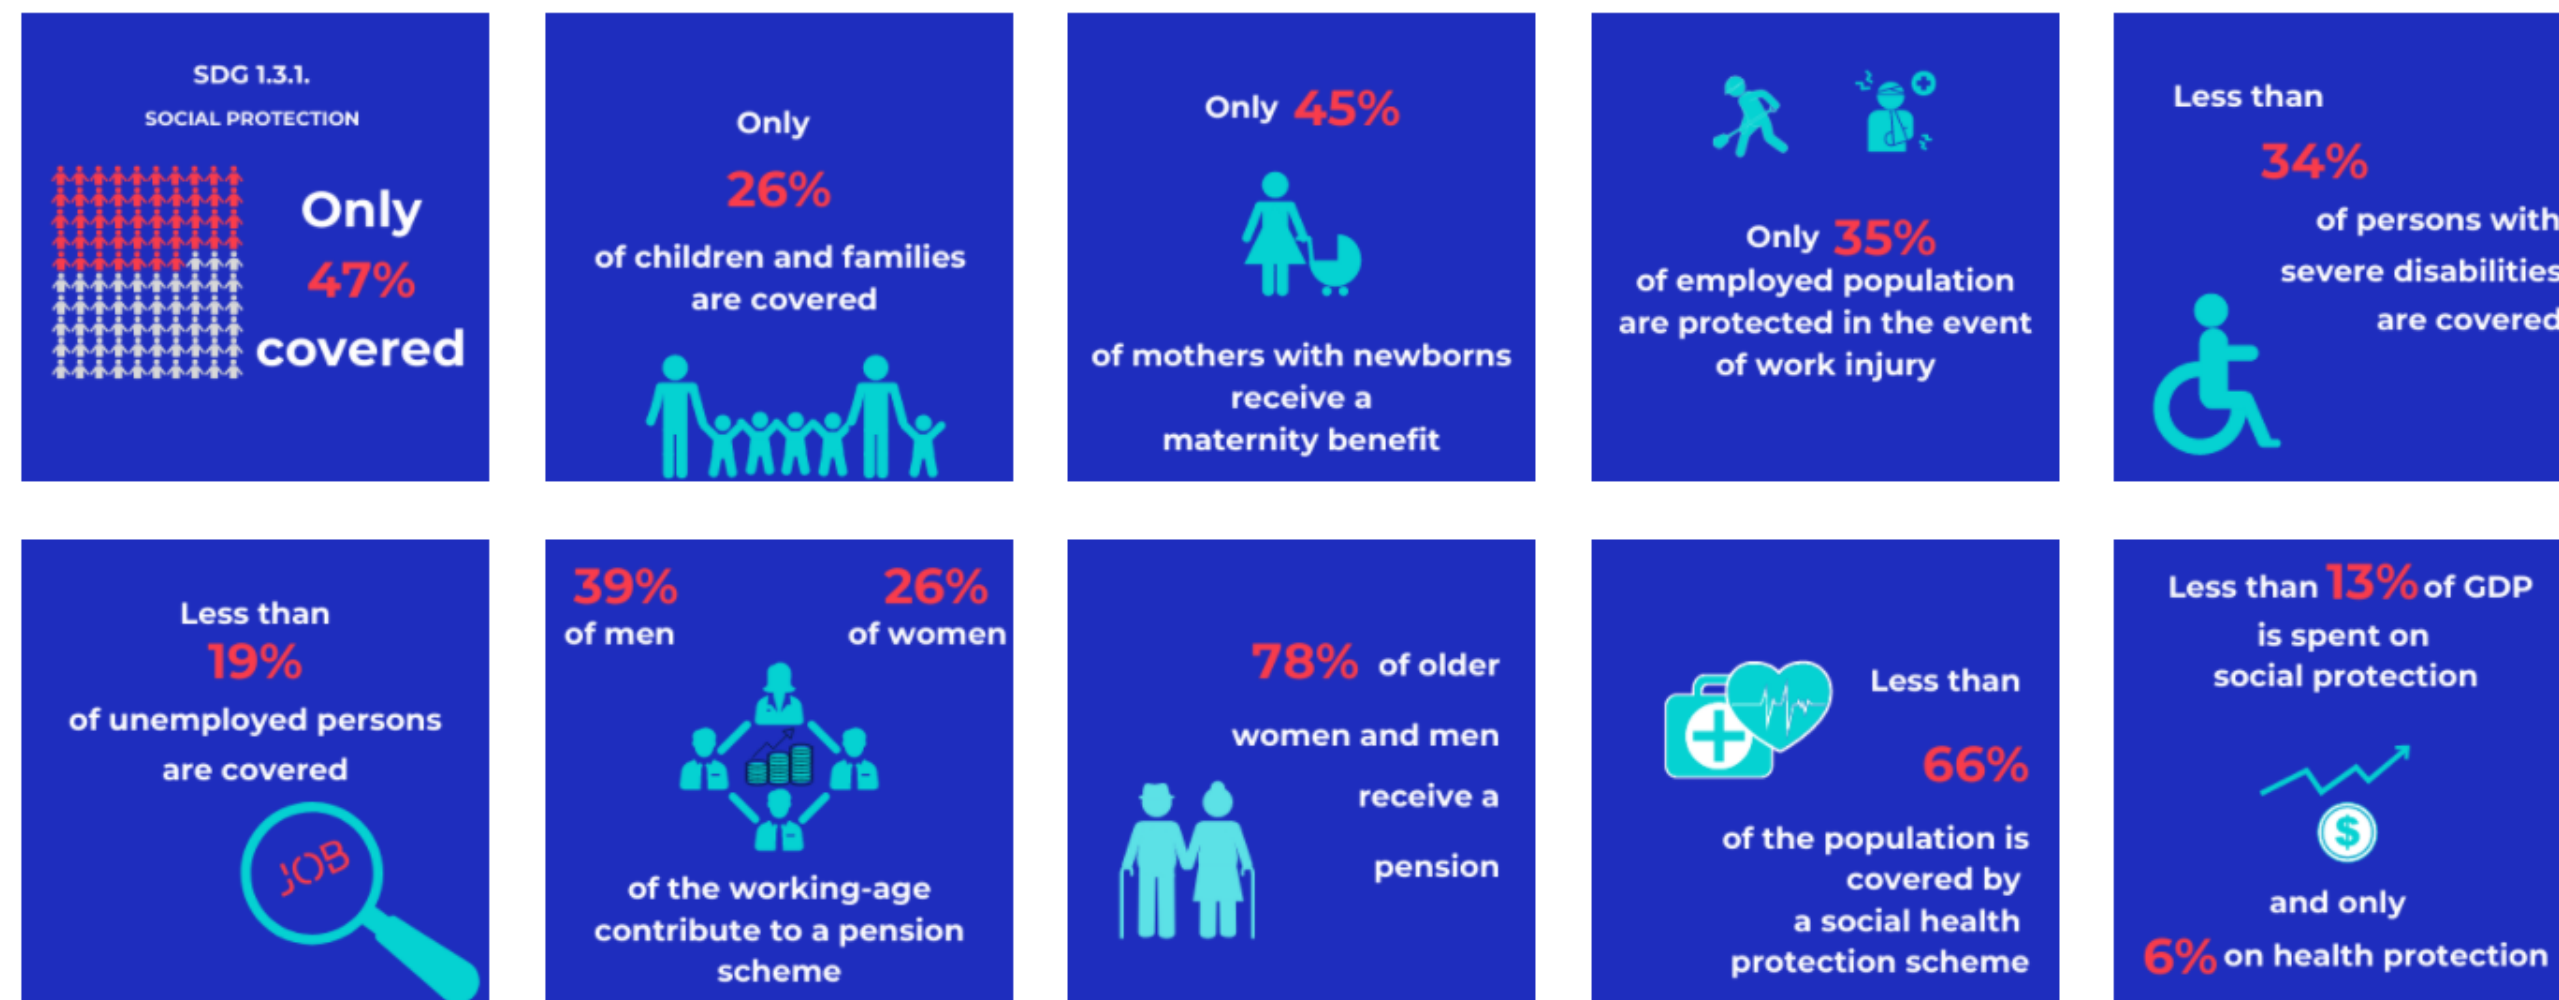 SDG 1.3.1.
SOCIAL PROTECTION
Only
47%
covered
Only
26%
of children and families
are covered
Only 45%
of mothers with newborns
receive a
maternity benefit
Only 35%
of employed population
are protected in the event
of work injury
Less than
34%
of persons with
severe disabilities
are covered
Less than
19%
of unemployed persons
are covered
JOB
39%
of men
26%
of women
of the working-age
contribute to a pension
scheme
78% of older
women and men
receive a
pension
Less than
66%
of the population is
covered by
a social health
protection scheme
Less than 13% of GDP
is spent on
social protection
$
and only
6% on health protection